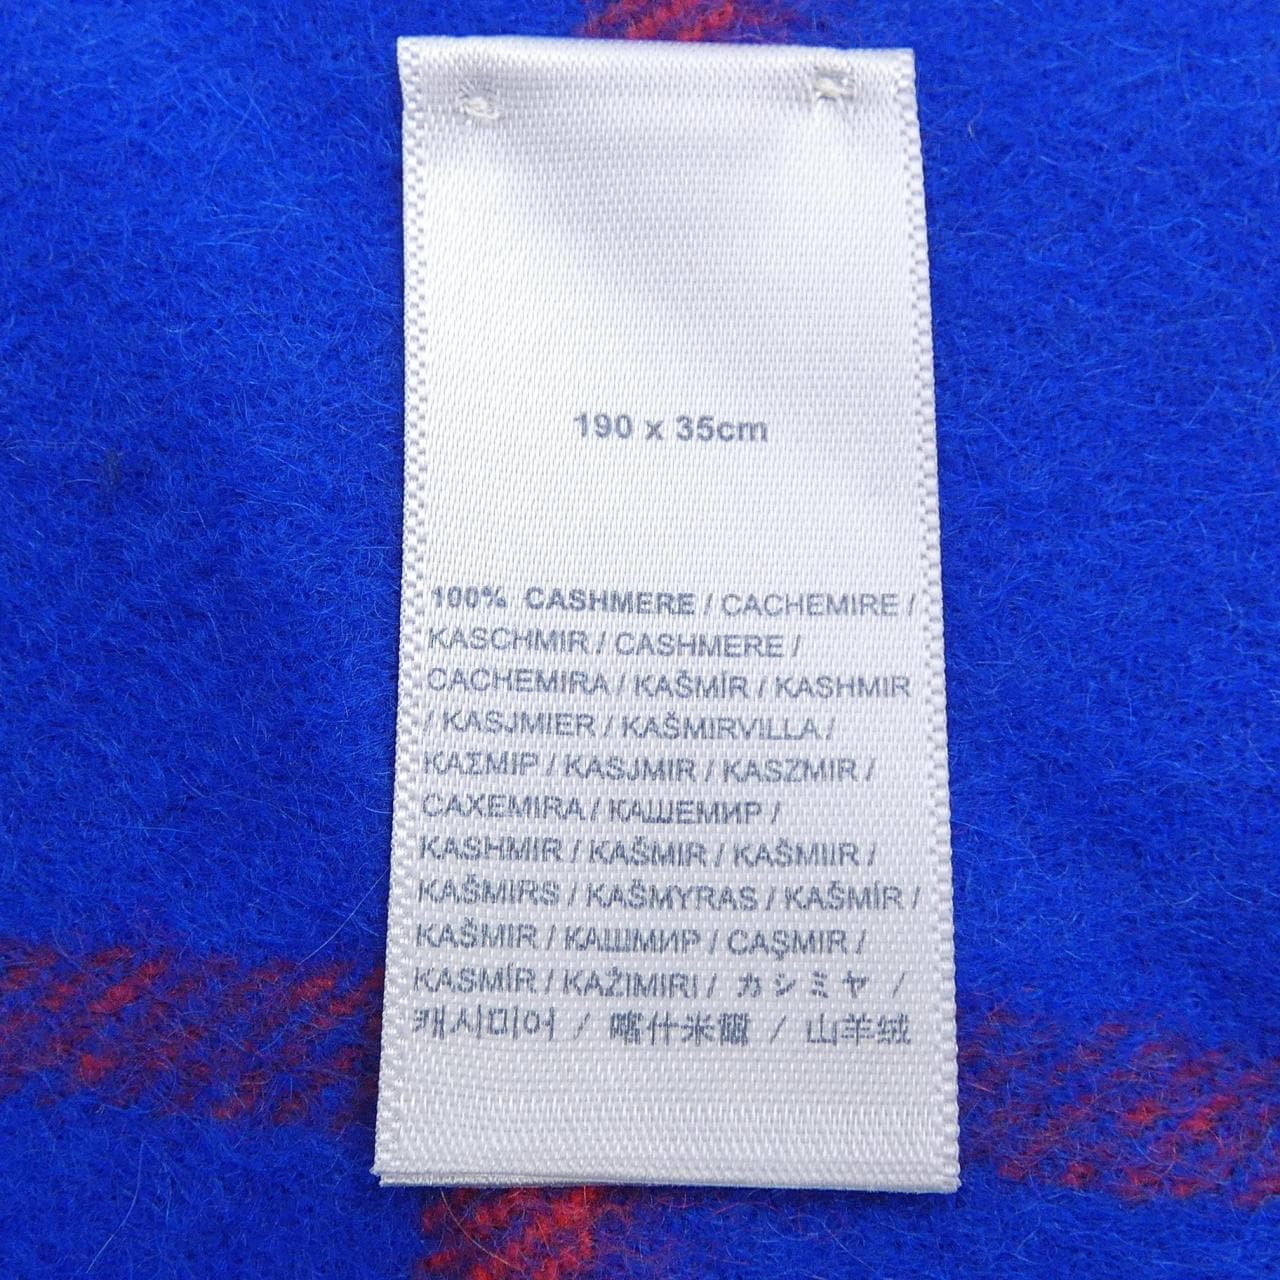 190 x 35cm
100% CASHMERE / CACHEMIRE /
KASCHMIR / CASHMERE /
CACHEMIRA / KAŠMÍR / KASHMIR
/ KASJMIER / KAŠMIRVILLA /
ΚΑΣΜΙΡ / KASJMIR / KASZMIR /
CAXEMIRA / КАШЕМИР /
KASHMIR / KAŠMIR / KAŠMIIR /
KAŠMIRS / KAŠMYRAS / KAŠMÍR /
KAŠMIR / КАШМИР / CAŞMIR /
KASMÍR / KAŽIMIRI / カシミヤ /
캐시미어 / 喀什米爾 / 山羊绒